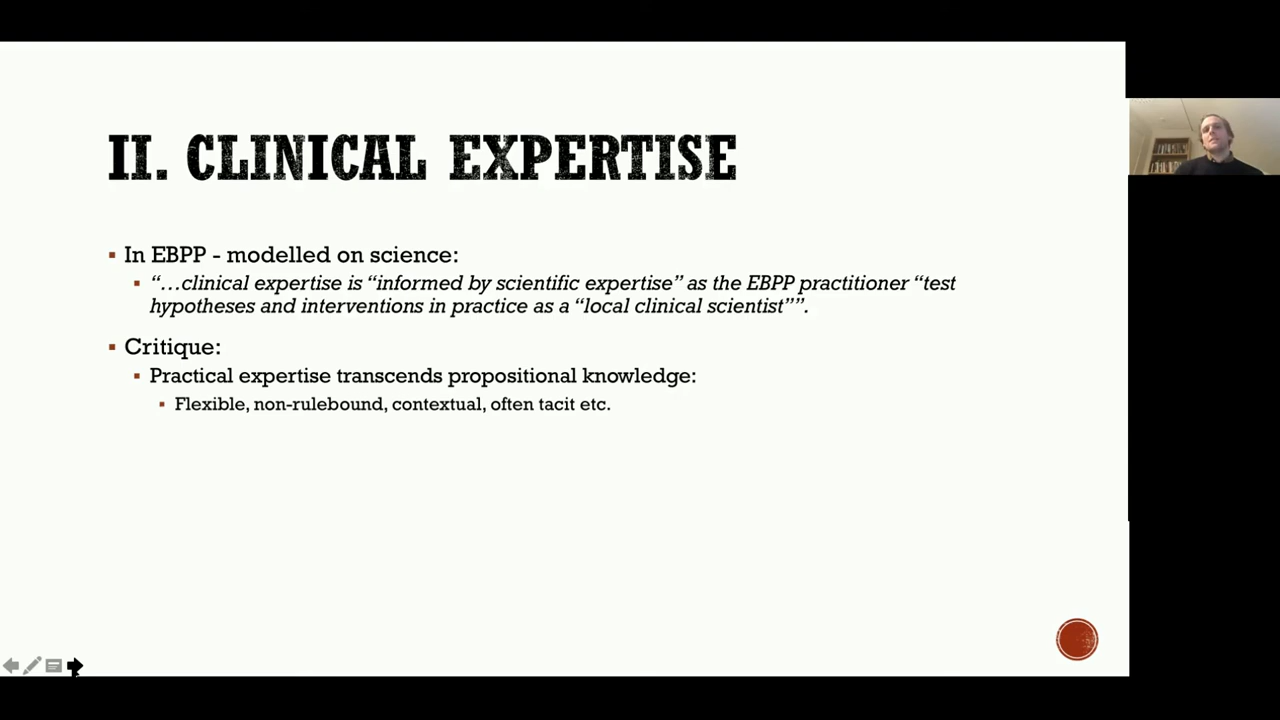 II. CLINICAL EXPERTISE
In EBPP - modelled on science:
“…clinical expertise is “informed by scientific expertise” as the EBPP practitioner “test
hypotheses and interventions in practice as a “local clinical scientist””.
Critique:
Practical expertise transcends propositional knowledge:
Flexible, non-rulebound, contextual, often tacit etc.